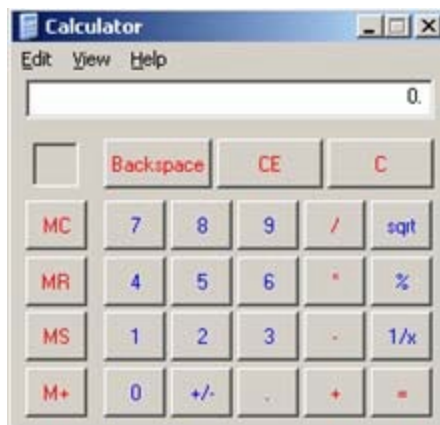 Calculator
Edit View Help
0.
Backspace CE C
MC 7 8 9 / sqrt
MR 4 5 6 * %
MS 1 2 3 - 1/x
M+ 0 +/- . + =